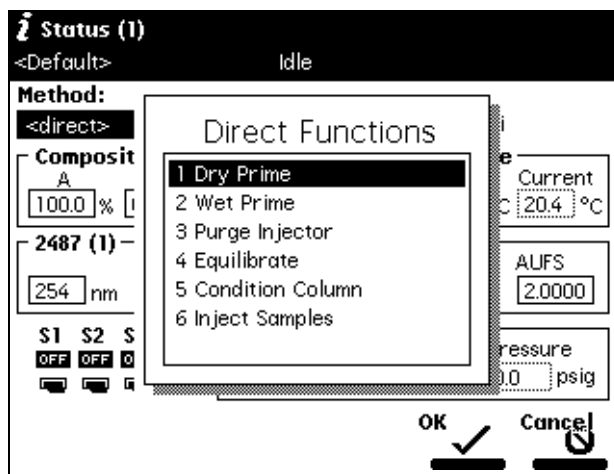 i Status (1)
<Default> Idle
Method:
<direct>
Direct Functions
1 Dry Prime
2 Wet Prime
3 Purge Injector
4 Equilibrate
5 Condition Column
6 Inject Samples
Composit
A
100.0 %
Current
°C 20.4 °C
2487 (1)
254 nm
AUFS
2.0000
S1 S2 S
OFF OFF
ressure
psig
OK Cancel